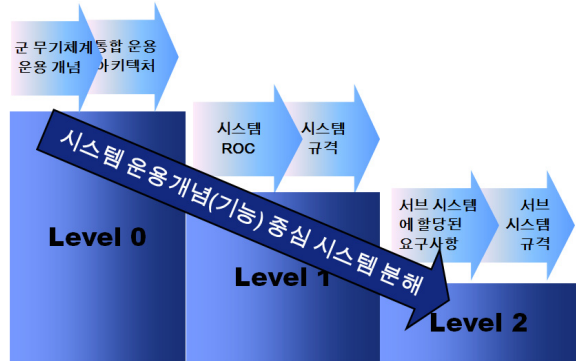 군 무기체계
운용 개념
통합 운용
아키텍처
시스템
ROC
시스템
규격
서브 시스템
에 할당된
요구사항
서브
시스템
규격
시스템 운용개념(기능) 중심 시스템 분해
Level 0
Level 1
Level 2